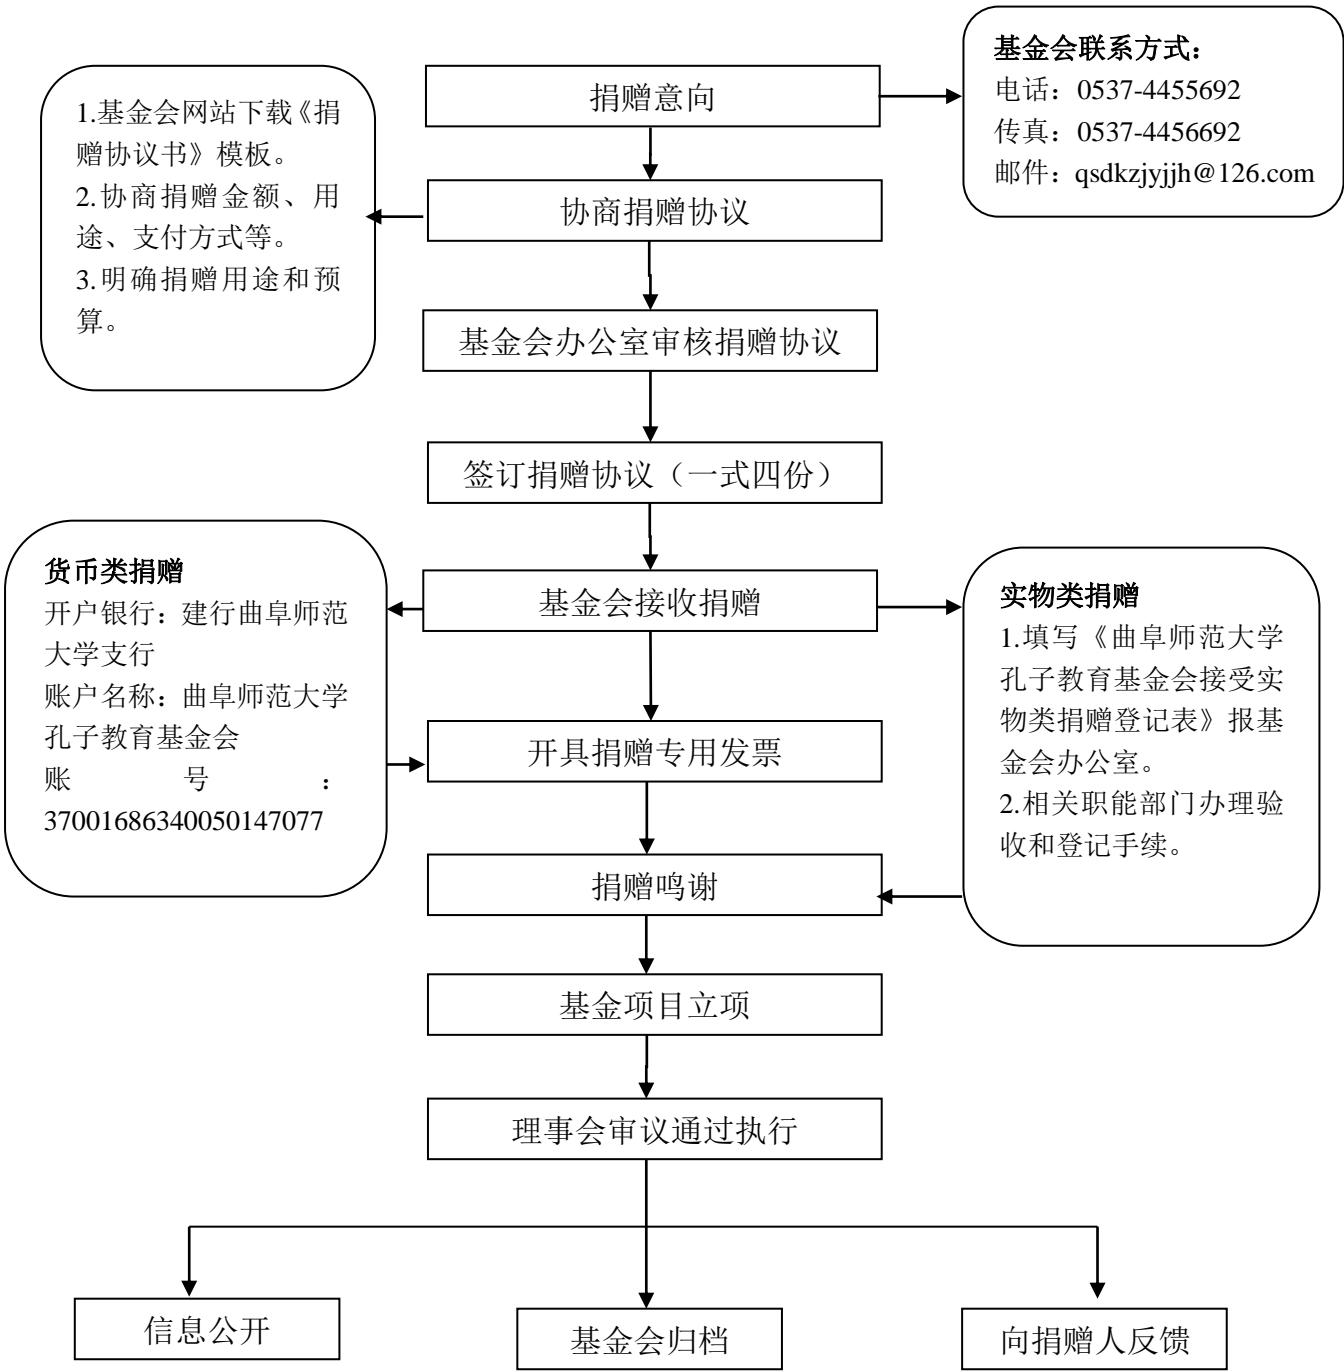 捐赠意向
基金会联系方式：
电话：0537-4455692
传真：0537-4456692
邮件：qsdkzjyjjh@126.com
1.基金会网站下载《捐
赠协议书》模板。
2.协商捐赠金额、用
途、支付方式等。
3.明确捐赠用途和预
算。
协商捐赠协议
基金会办公室审核捐赠协议
签订捐赠协议（一式四份）
基金会接收捐赠
货币类捐赠
开户银行：建行曲阜师范
大学支行
账户名称：曲阜师范大学
孔子教育基金会
账 号 ：
37001686340050147077
实物类捐赠
1.填写《曲阜师范大学
孔子教育基金会接受实
物类捐赠登记表》报基
金会办公室。
2.相关职能部门办理验
收和登记手续。
开具捐赠专用发票
捐赠鸣谢
基金项目立项
理事会审议通过执行
信息公开
基金会归档
向捐赠人反馈